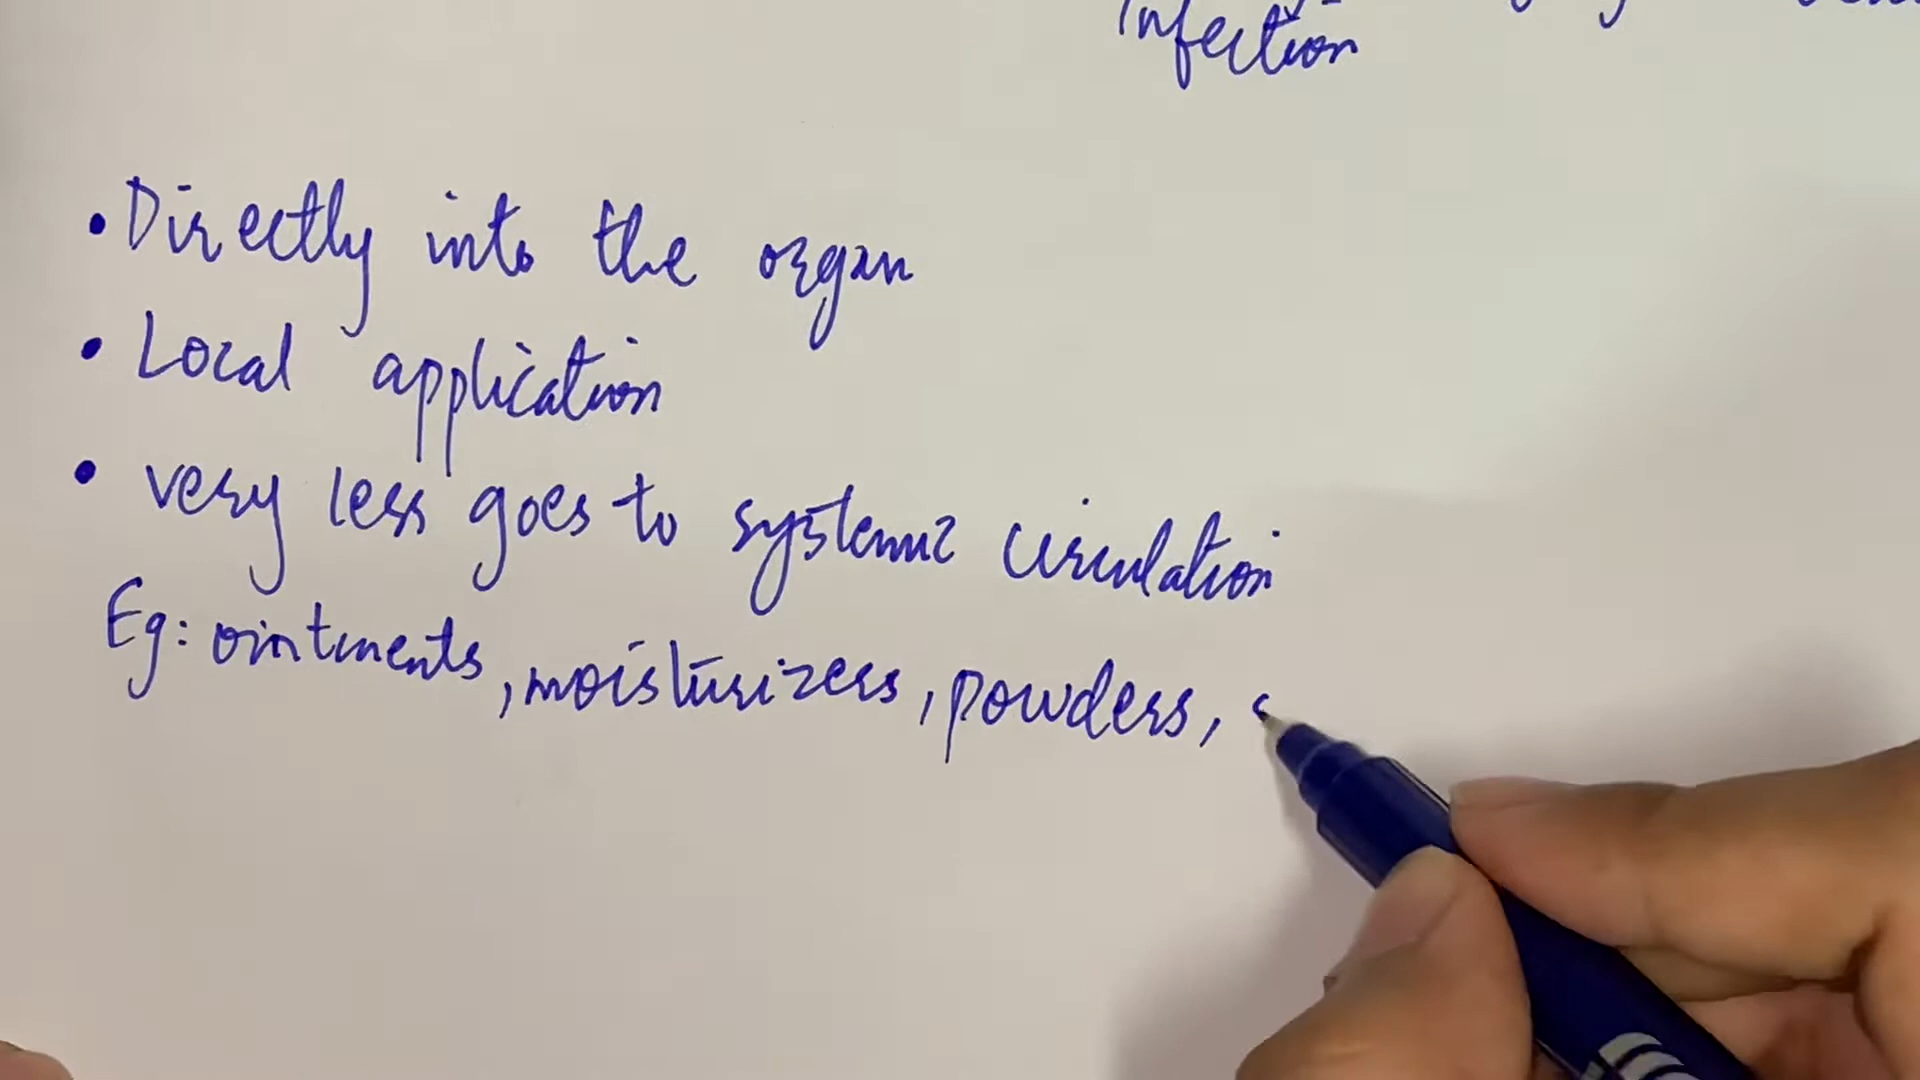 Infection
• Directly into the organ
• Local application
• very less goes to systemic circulation
Eg: ointments, moisturizers, powders, s